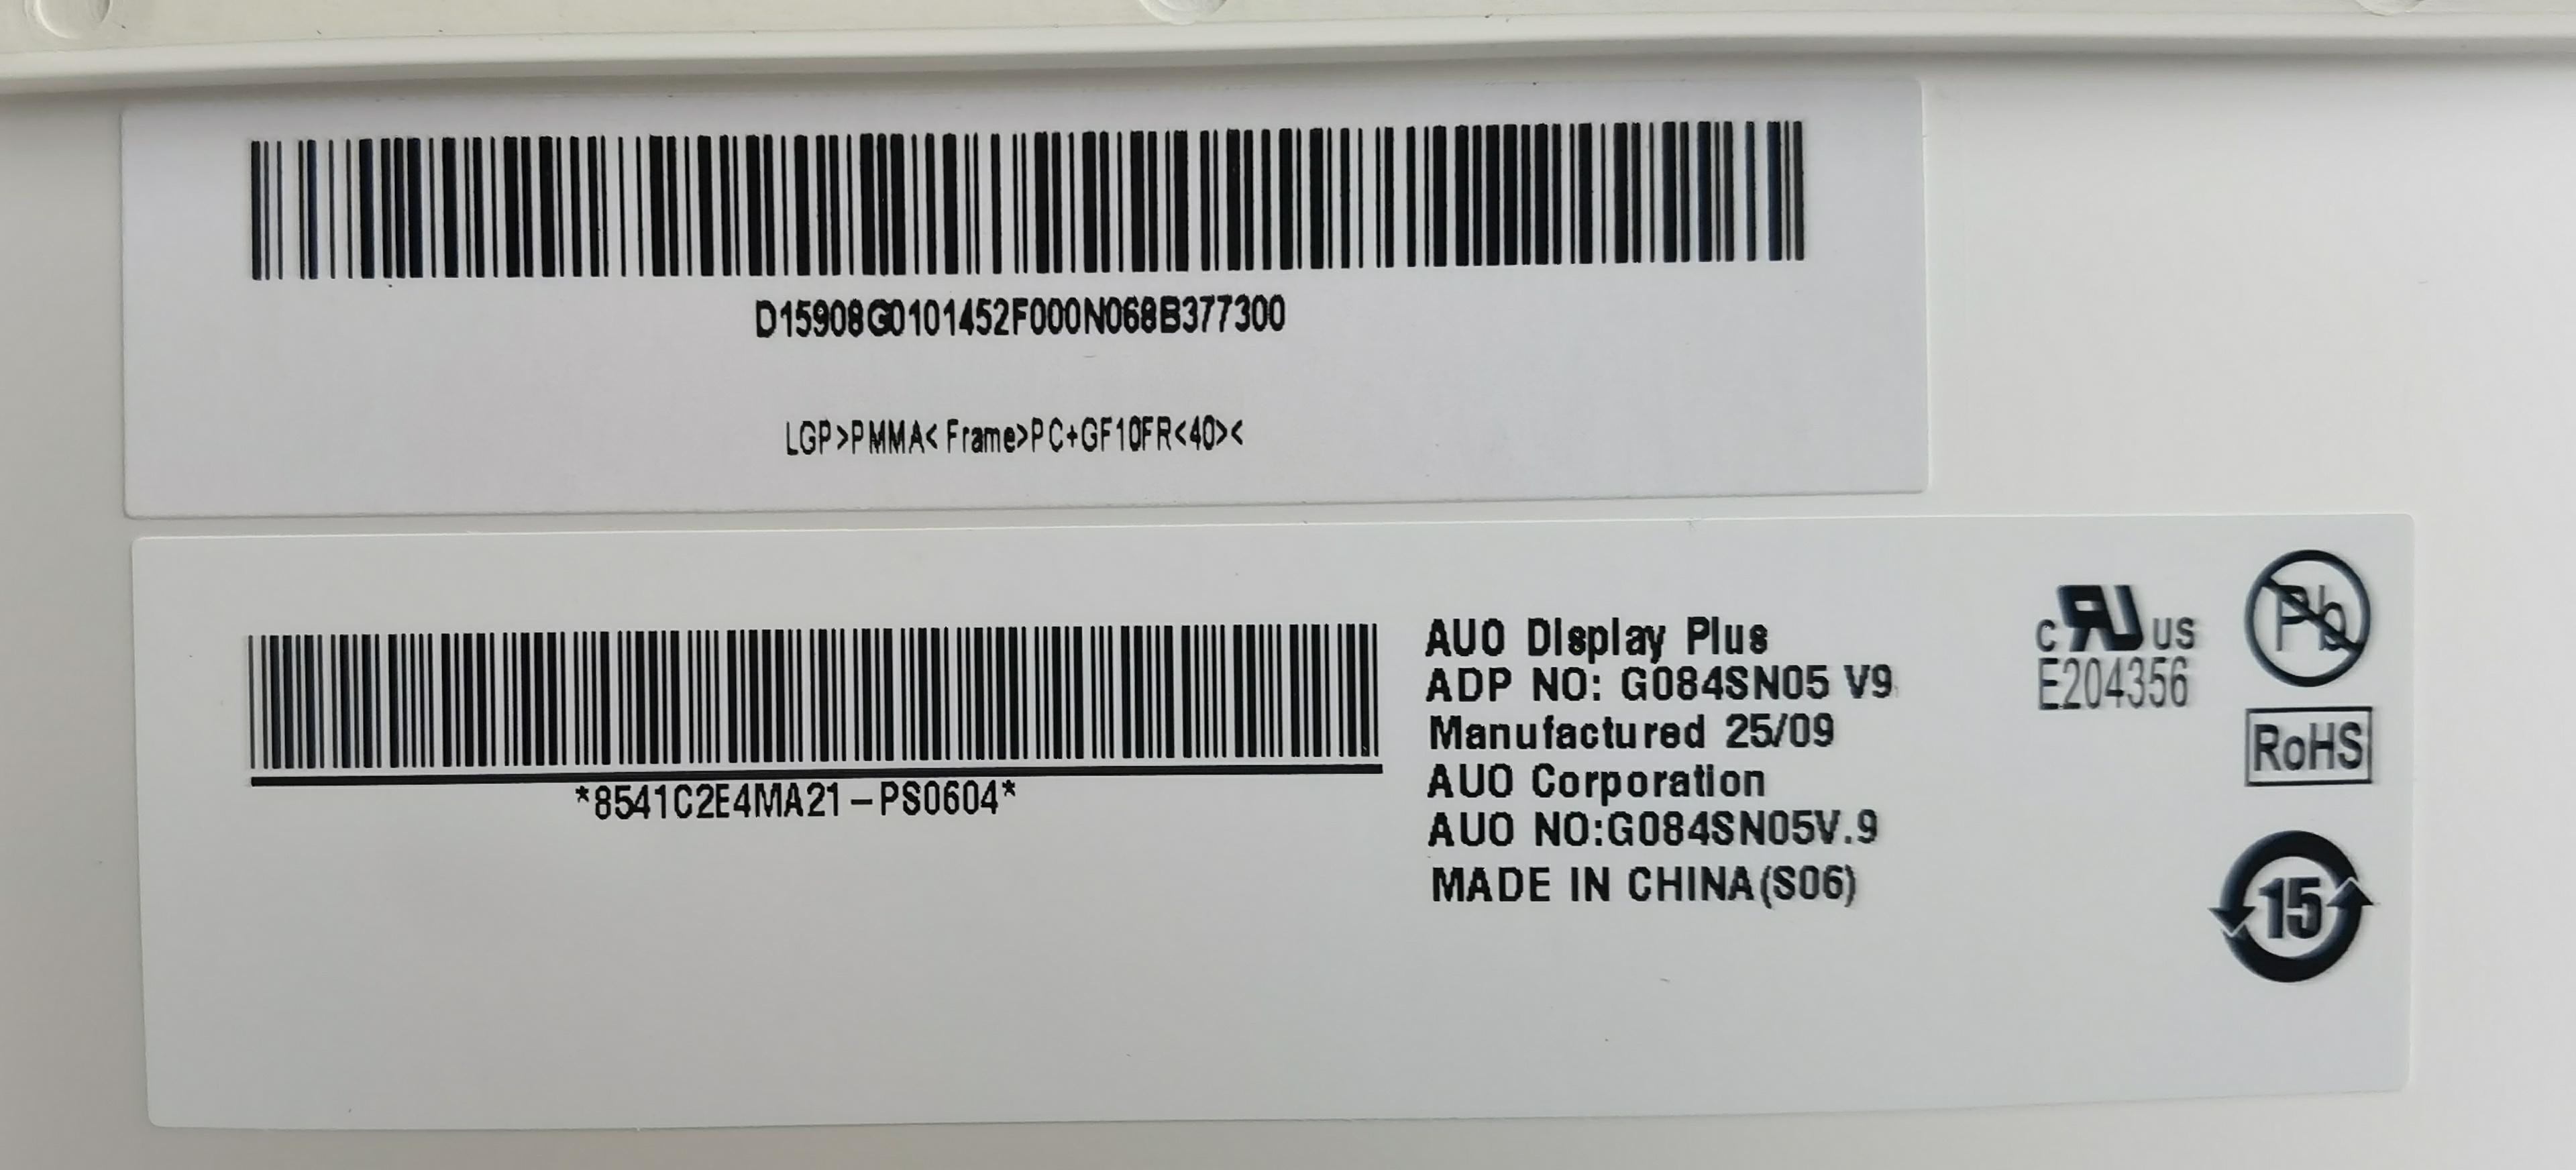 D15908G0101452F000N068B377300
LGP>PMMA< Frame>PC+GF10FR<40><
*8541C2E4MA21-PS0604*
AUO Display Plus
ADP NO: G084SN05 V9
Manufactured 25/09
AUO Corporation
AUO NO:G084SN05V.9
MADE IN CHINA(S06)
c RU US
E204356
Pb
RoHS
15